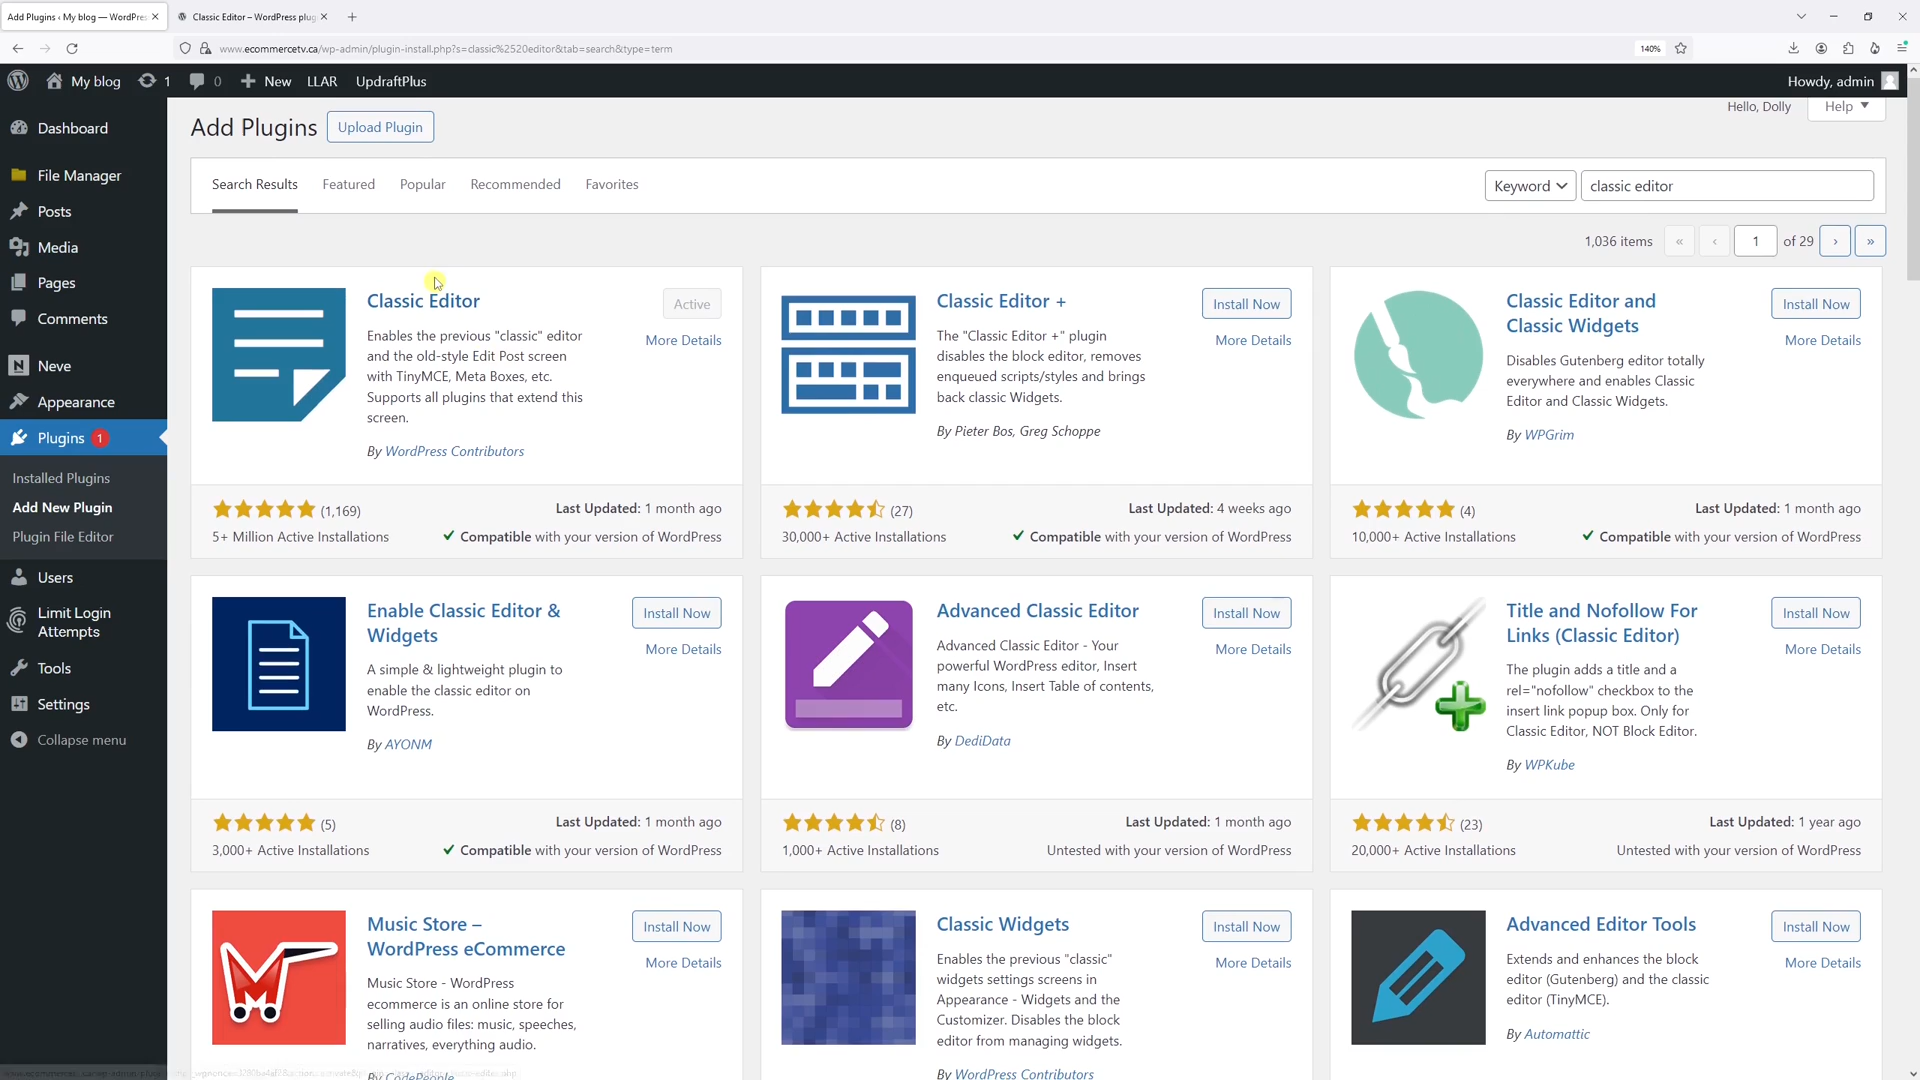 Add Plugins ‹ My blog — WordPres
Classic Editor – WordPress plug
www.ecommercetv.ca/wp-admin/plugin-install.php?s=classic%2520editor&tab=search&type=term
140%
My blog
1
0
New
LLAR
UpdraftPlus
Howdy, admin
Dashboard
File Manager
Posts
Media
Pages
Comments
Neve
Appearance
Plugins 1
Installed Plugins
Add New Plugin
Plugin File Editor
Users
Limit Login
Attempts
Tools
Settings
Collapse menu
Hello, Dolly
Help
Add Plugins
Upload Plugin
Search Results
Featured
Popular
Recommended
Favorites
Keyword
classic editor
1,036 items
«
‹
1
of 29
›
»
Classic Editor
Active
More Details
Enables the previous "classic" editor
and the old-style Edit Post screen
with TinyMCE, Meta Boxes, etc.
Supports all plugins that extend this
screen.
By WordPress Contributors
(1,169)
Last Updated: 1 month ago
5+ Million Active Installations
Compatible with your version of WordPress
Classic Editor +
Install Now
More Details
The "Classic Editor +" plugin
disables the block editor, removes
enqueued scripts/styles and brings
back classic Widgets.
By Pieter Bos, Greg Schoppe
(27)
Last Updated: 4 weeks ago
30,000+ Active Installations
Compatible with your version of WordPress
Classic Editor and
Classic Widgets
Install Now
More Details
Disables Gutenberg editor totally
everywhere and enables Classic
Editor and Classic Widgets.
By WPGrim
(4)
Last Updated: 1 month ago
10,000+ Active Installations
Compatible with your version of WordPress
Enable Classic Editor &
Widgets
Install Now
More Details
A simple & lightweight plugin to
enable the classic editor on
WordPress.
By AYONM
(5)
Last Updated: 1 month ago
3,000+ Active Installations
Compatible with your version of WordPress
Advanced Classic Editor
Install Now
More Details
Advanced Classic Editor - Your
powerful WordPress editor, Insert
many Icons, Insert Table of contents,
etc.
By DediData
(8)
Last Updated: 1 month ago
1,000+ Active Installations
Untested with your version of WordPress
Title and Nofollow For
Links (Classic Editor)
Install Now
More Details
The plugin adds a title and a
rel="nofollow" checkbox to the
insert link popup box. Only for
Classic Editor, NOT Block Editor.
By WPKube
(23)
Last Updated: 1 year ago
20,000+ Active Installations
Untested with your version of WordPress
Music Store –
WordPress eCommerce
Install Now
More Details
Music Store - WordPress
ecommerce is an online store for
selling audio files: music, speeches,
narratives, everything audio.
By CodePeople
Classic Widgets
Install Now
More Details
Enables the previous "classic"
widgets settings screens in
Appearance - Widgets and the
Customizer. Disables the block
editor from managing widgets.
By WordPress Contributors
Advanced Editor Tools
Install Now
More Details
Extends and enhances the block
editor (Gutenberg) and the classic
editor (TinyMCE).
By Automattic